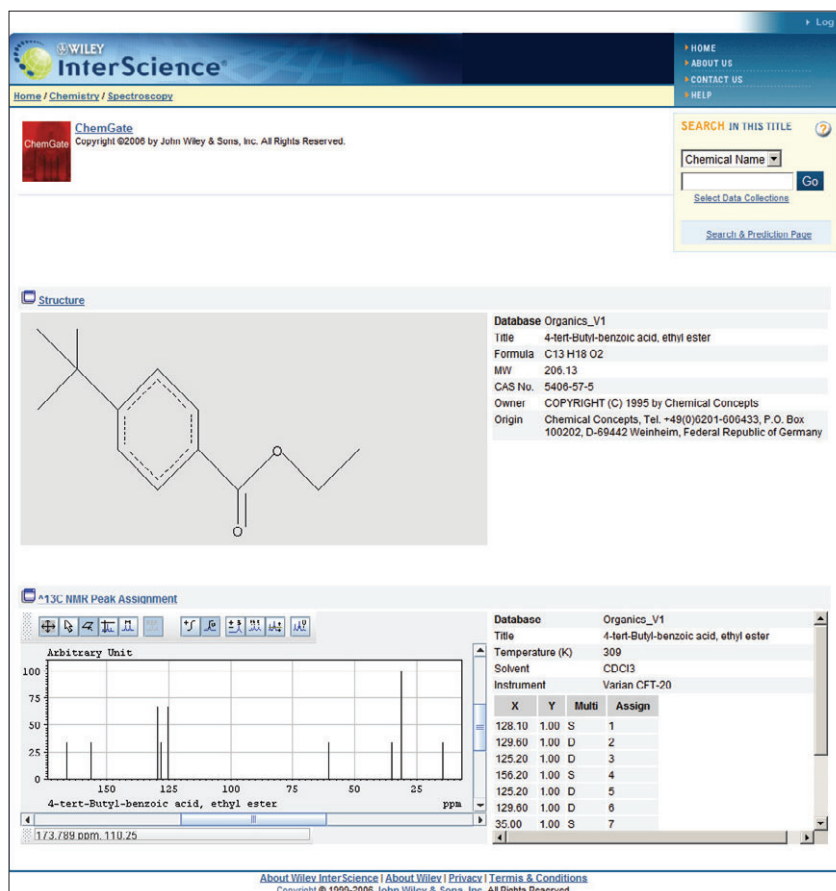 Log
WILEY
InterScience®
HOME
ABOUT US
CONTACT US
HELP
Home / Chemistry / Spectroscopy
ChemGate
ChemGate
Copyright ©2006 by John Wiley & Sons, Inc. All Rights Reserved.
SEARCH IN THIS TITLE
?
Chemical Name
Go
Select Data Collections
Search & Prediction Page
Structure
O
O
Database Organics_V1
Title 4-tert-Butyl-benzoic acid, ethyl ester
Formula C13 H18 O2
MW 206.13
CAS No. 5406-57-5
Owner COPYRIGHT (C) 1995 by Chemical Concepts
Origin Chemical Concepts, Tel. +49(0)6201-606433, P.O. Box
100202, D-69442 Weinheim, Federal Republic of Germany
^13C NMR Peak Assignment
Arbitrary Unit
100
75
50
25
0
150 125 100 75 50 25
4-tert-Butyl-benzoic acid, ethyl ester ppm
173.789 ppm, 110.25
Database Organics_V1
Title 4-tert-Butyl-benzoic acid, ethyl ester
Temperature (K) 309
Solvent CDCl3
Instrument Varian CFT-20
X Y Multi Assign
128.10 1.00 S 1
129.60 1.00 D 2
125.20 1.00 D 3
156.20 1.00 S 4
125.20 1.00 D 5
129.60 1.00 D 6
35.00 1.00 S 7
About Wiley InterScience | About Wiley | Privacy | Terms & Conditions
Copyright © 1999-2006 John Wiley & Sons, Inc. All Rights Reserved.